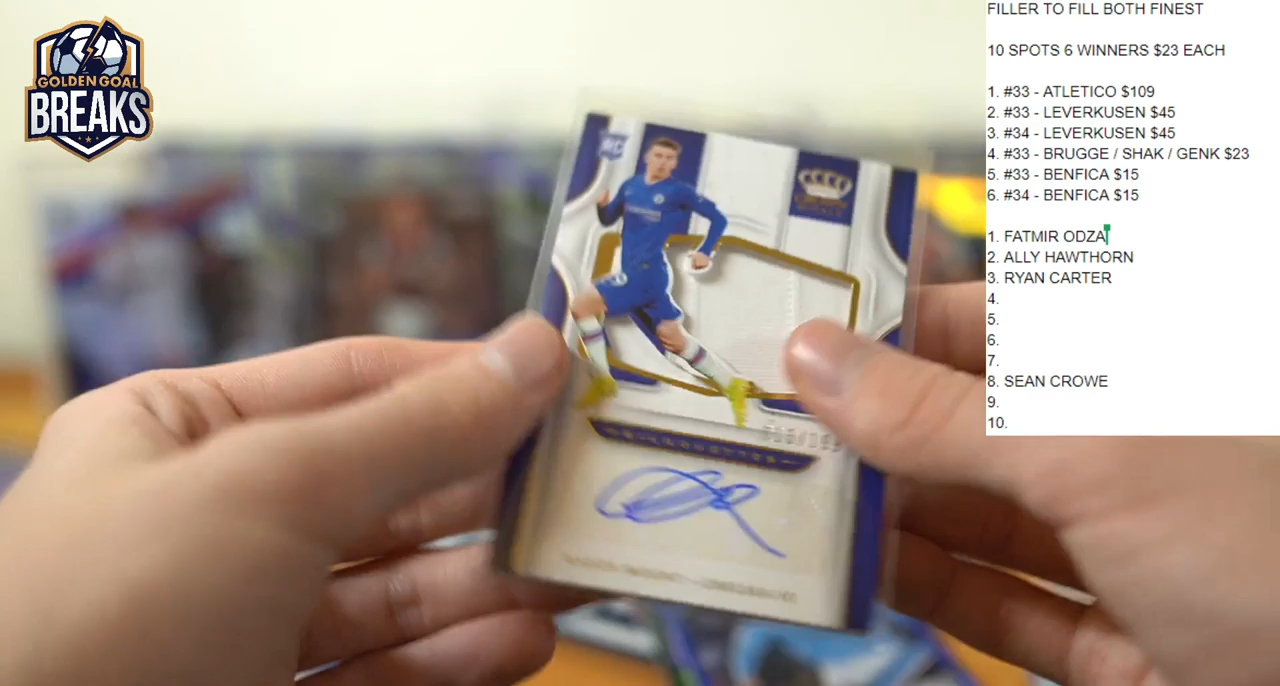 GOLDEN GOAL
BREAKS
FILLER TO FILL BOTH FINEST
10 SPOTS 6 WINNERS $23 EACH
1. #33 - ATLETICO $109
2. #33 - LEVERKUSEN $45
3. #34 - LEVERKUSEN $45
4. #33 - BRUGGE / SHAK / GENK $23
5. #33 - BENFICA $15
6. #34 - BENFICA $15
1. FATMIR ODZA
2. ALLY HAWTHORN
3. RYAN CARTER
4.
5.
6.
7.
8. SEAN CROWE
9.
10.
RC
CROWN